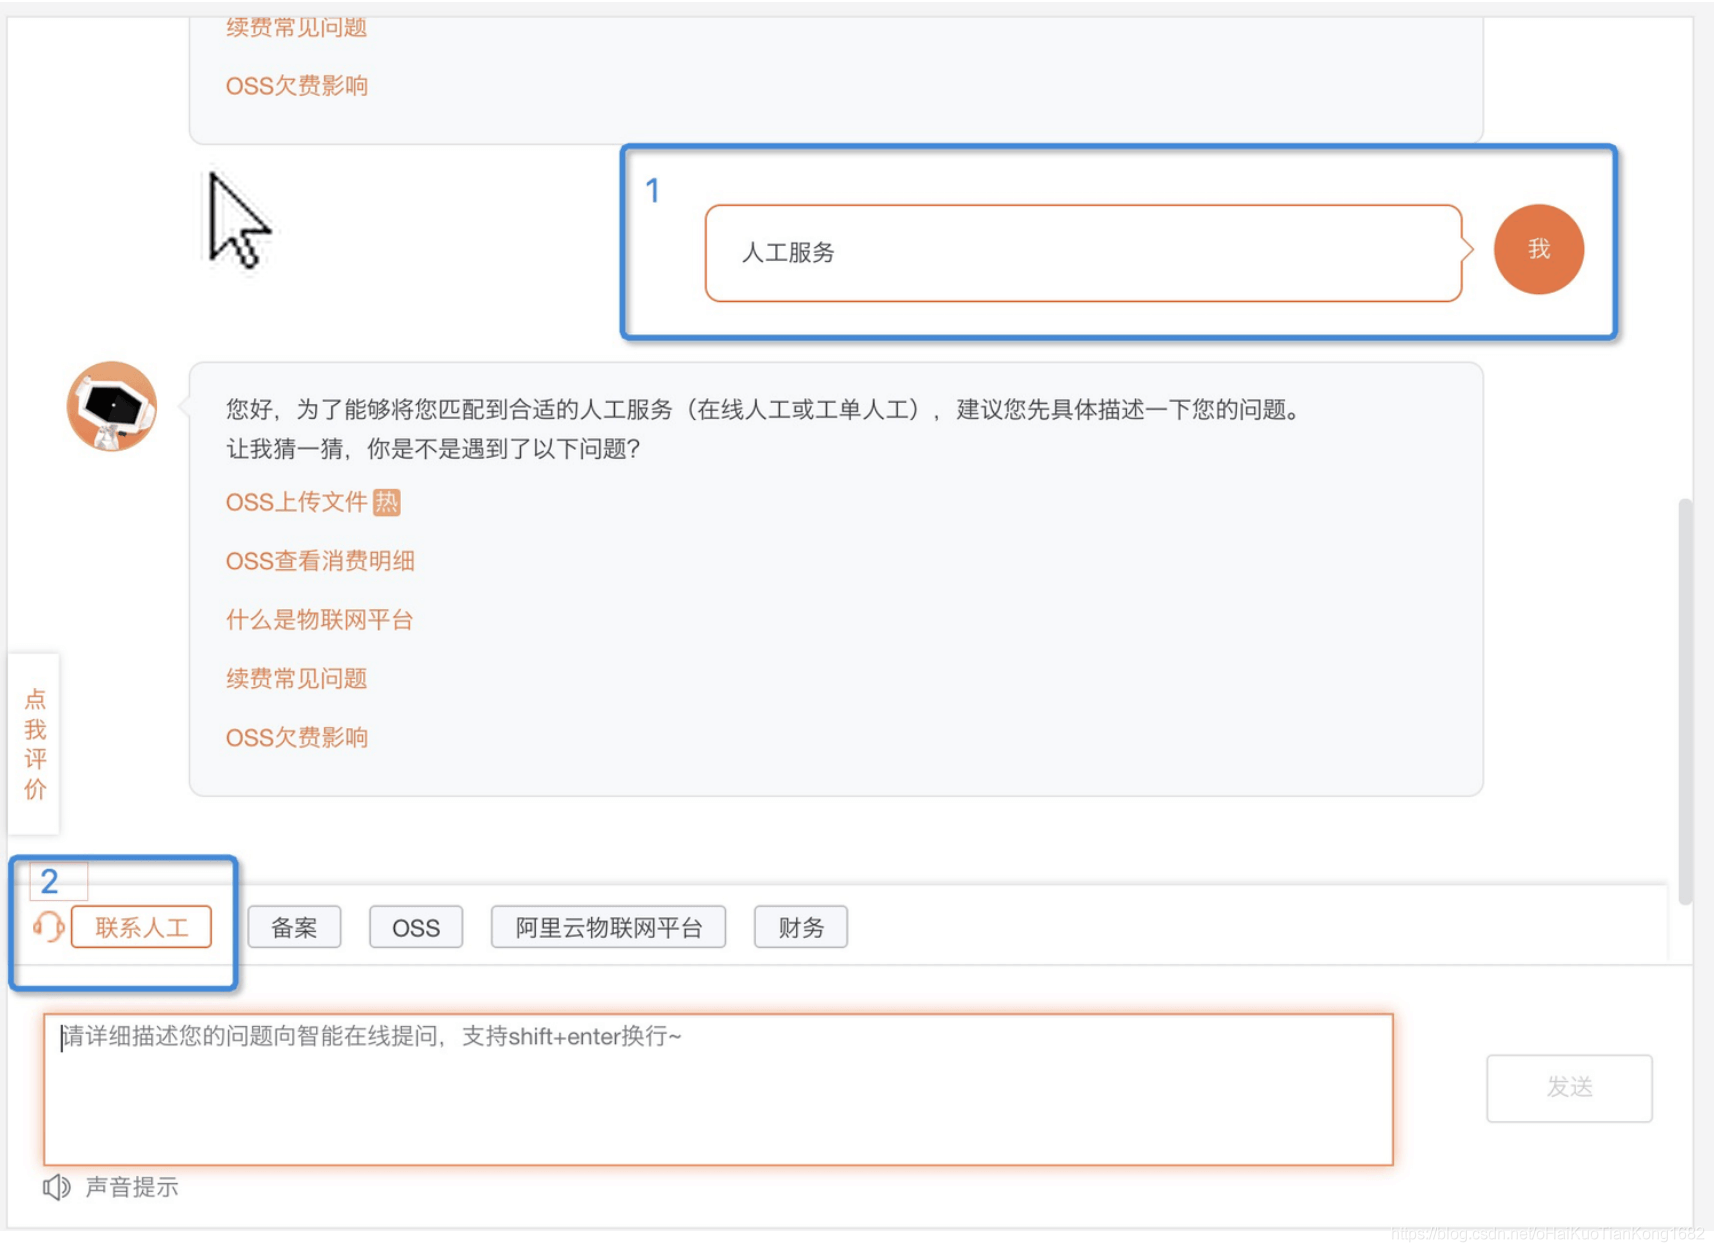 续费常见问题
OSS欠费影响
1
人工服务
我
您好，为了能够将您匹配到合适的人工服务（在线人工或工单人工），建议您先具体描述一下您的问题。
让我猜一猜，你是不是遇到了以下问题？
OSS上传文件 热
OSS查看消费明细
什么是物联网平台
续费常见问题
OSS欠费影响
点
我
评
价
2
联系人工 备案 OSS 阿里云物联网平台 财务
请详细描述您的问题向智能在线提问，支持shift+enter换行~
发送
声音提示
https://blog.csdn.net/oHaiKuoTianKong1682